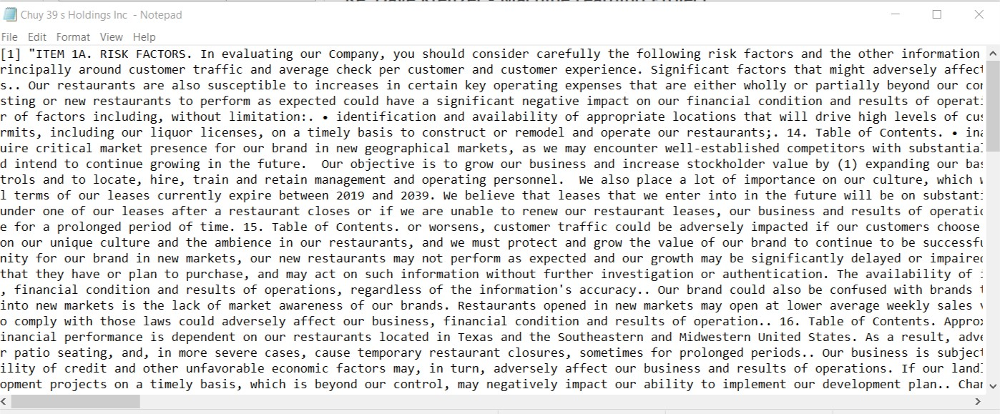 Chuy 39 s Holdings Inc - Notepad
File Edit Format View Help
[1] "ITEM 1A. RISK FACTORS. In evaluating our Company, you should consider carefully the following risk factors and the other information
rincipally around customer traffic and average check per customer and customer experience. Significant factors that might adversely affect
s.. Our restaurants are also susceptible to increases in certain key operating expenses that are either wholly or partially beyond our con
sting or new restaurants to perform as expected could have a significant negative impact on our financial condition and results of operati
r of factors including, without limitation:. • identification and availability of appropriate locations that will drive high levels of cus
rmits, including our liquor licenses, on a timely basis to construct or remodel and operate our restaurants;. 14. Table of Contents. • ina
uire critical market presence for our brand in new geographical markets, as we may encounter well-established competitors with substantial
d intend to continue growing in the future.  Our objective is to grow our business and increase stockholder value by (1) expanding our bas
trols and to locate, hire, train and retain management and operating personnel.  We also place a lot of importance on our culture, which w
l terms of our leases currently expire between 2019 and 2039. We believe that leases that we enter into in the future will be on substanti
under one of our leases after a restaurant closes or if we are unable to renew our restaurant leases, our business and results of operatio
e for a prolonged period of time. 15. Table of Contents. or worsens, customer traffic could be adversely impacted if our customers choose
on our unique culture and the ambience in our restaurants, and we must protect and grow the value of our brand to continue to be successfu
nity for our brand in new markets, our new restaurants may not perform as expected and our growth may be significantly delayed or impaired
that they have or plan to purchase, and may act on such information without further investigation or authentication. The availability of i
, financial condition and results of operations, regardless of the information's accuracy.. Our brand could also be confused with brands t
into new markets is the lack of market awareness of our brands. Restaurants opened in new markets may open at lower average weekly sales v
o comply with those laws could adversely affect our business, financial condition and results of operation.. 16. Table of Contents. Approx
inancial performance is dependent on our restaurants located in Texas and the Southeastern and Midwestern United States. As a result, adve
r patio seating, and, in more severe cases, cause temporary restaurant closures, sometimes for prolonged periods.. Our business is subject
ility of credit and other unfavorable economic factors may, in turn, adversely affect our business and results of operations. If our landl
opment projects on a timely basis, which is beyond our control, may negatively impact our ability to implement our development plan.. Chan